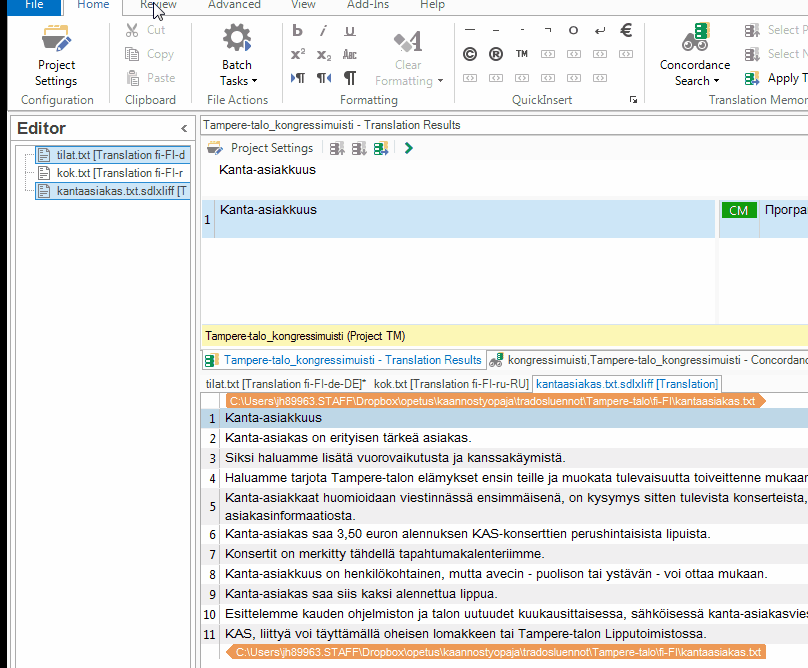 File Home Review Advanced View Add-Ins Help
Project Settings
Configuration
Cut
Copy
Paste
Clipboard
Batch Tasks
File Actions
b i u
x² x₂ Abc
Clear Formatting
Formatting
© ® TM €
QuickInsert
Concordance Search
Select
Select
Apply T
Translation Memor
Editor
tilat.txt [Translation fi-FI-d
kok.txt [Translation fi-FI-r
kantaasiakas.txt.sdlxliff [T
Tampere-talo_kongressimuisti - Translation Results
Project Settings
Kanta-asiakkuus
1 Kanta-asiakkuus CM Програ
Tampere-talo_kongressimuisti (Project TM)
Tampere-talo_kongressimuisti - Translation Results kongressimuisti,Tampere-talo_kongressimuisti - Concordanc
tilat.txt [Translation fi-FI-de-DE]* kok.txt [Translation fi-FI-ru-RU] kantaasiakas.txt.sdlxliff [Translation]
C:\Users\jh89963.STAFF\Dropbox\opetus\kaannostyopaja\tradosluennot\Tampere-talo\fi-FI\kantaasiakas.txt
1 Kanta-asiakkuus
2 Kanta-asiakas on erityisen tärkeä asiakas.
3 Siksi haluamme lisätä vuorovaikutusta ja kanssakäymistä.
4 Haluamme tarjota Tampere-talon elämykset ensin teille ja muokata tulevaisuutta toiveittenne mukaan
5 Kanta-asiakkaat huomioidaan viestinnässä ensimmäisenä, on kysymys sitten tulevista konserteista,
asiakasinformaatiosta.
6 Kanta-asiakas saa 3,50 euron alennuksen KAS-konserttien perushintaisista lipuista.
7 Konsertit on merkitty tähdellä tapahtumakalenteriimme.
8 Kanta-asiakkuus on henkilökohtainen, mutta avecin - puolison tai ystävän - voi ottaa mukaan.
9 Kanta-asiakas saa siis kaksi alennettua lippua.
10 Esittelemme kauden ohjelmiston ja talon uutuudet kuukausittaisessa, sähköisessä kanta-asiakasvies
11 KAS, liittyä voi täyttämällä oheisen lomakkeen tai Tampere-talon Lipputoimistossa.
C:\Users\jh89963.STAFF\Dropbox\opetus\kaannostyopaja\tradosluennot\Tampere-talo\fi-FI\kantaasiakas.txt